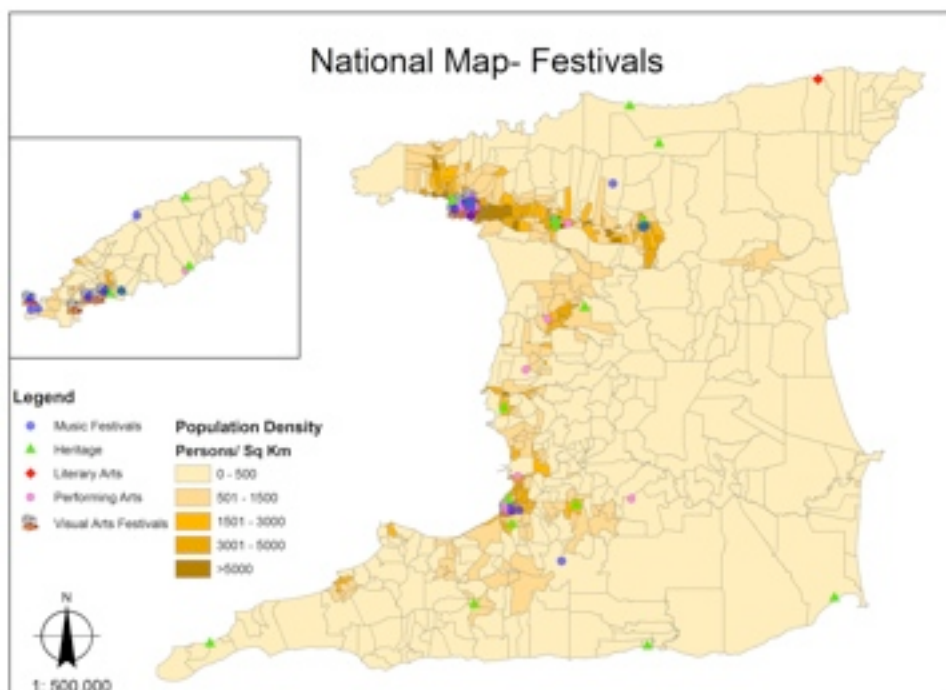 National Map- Festivals
Legend
Music Festivals
Heritage
Literary Arts
Performing Arts
Visual Arts Festivals
Population Density
Persons/ Sq Km
0 - 500
501 - 1500
1501 - 3000
3001 - 5000
>5000
N
1: 500,000